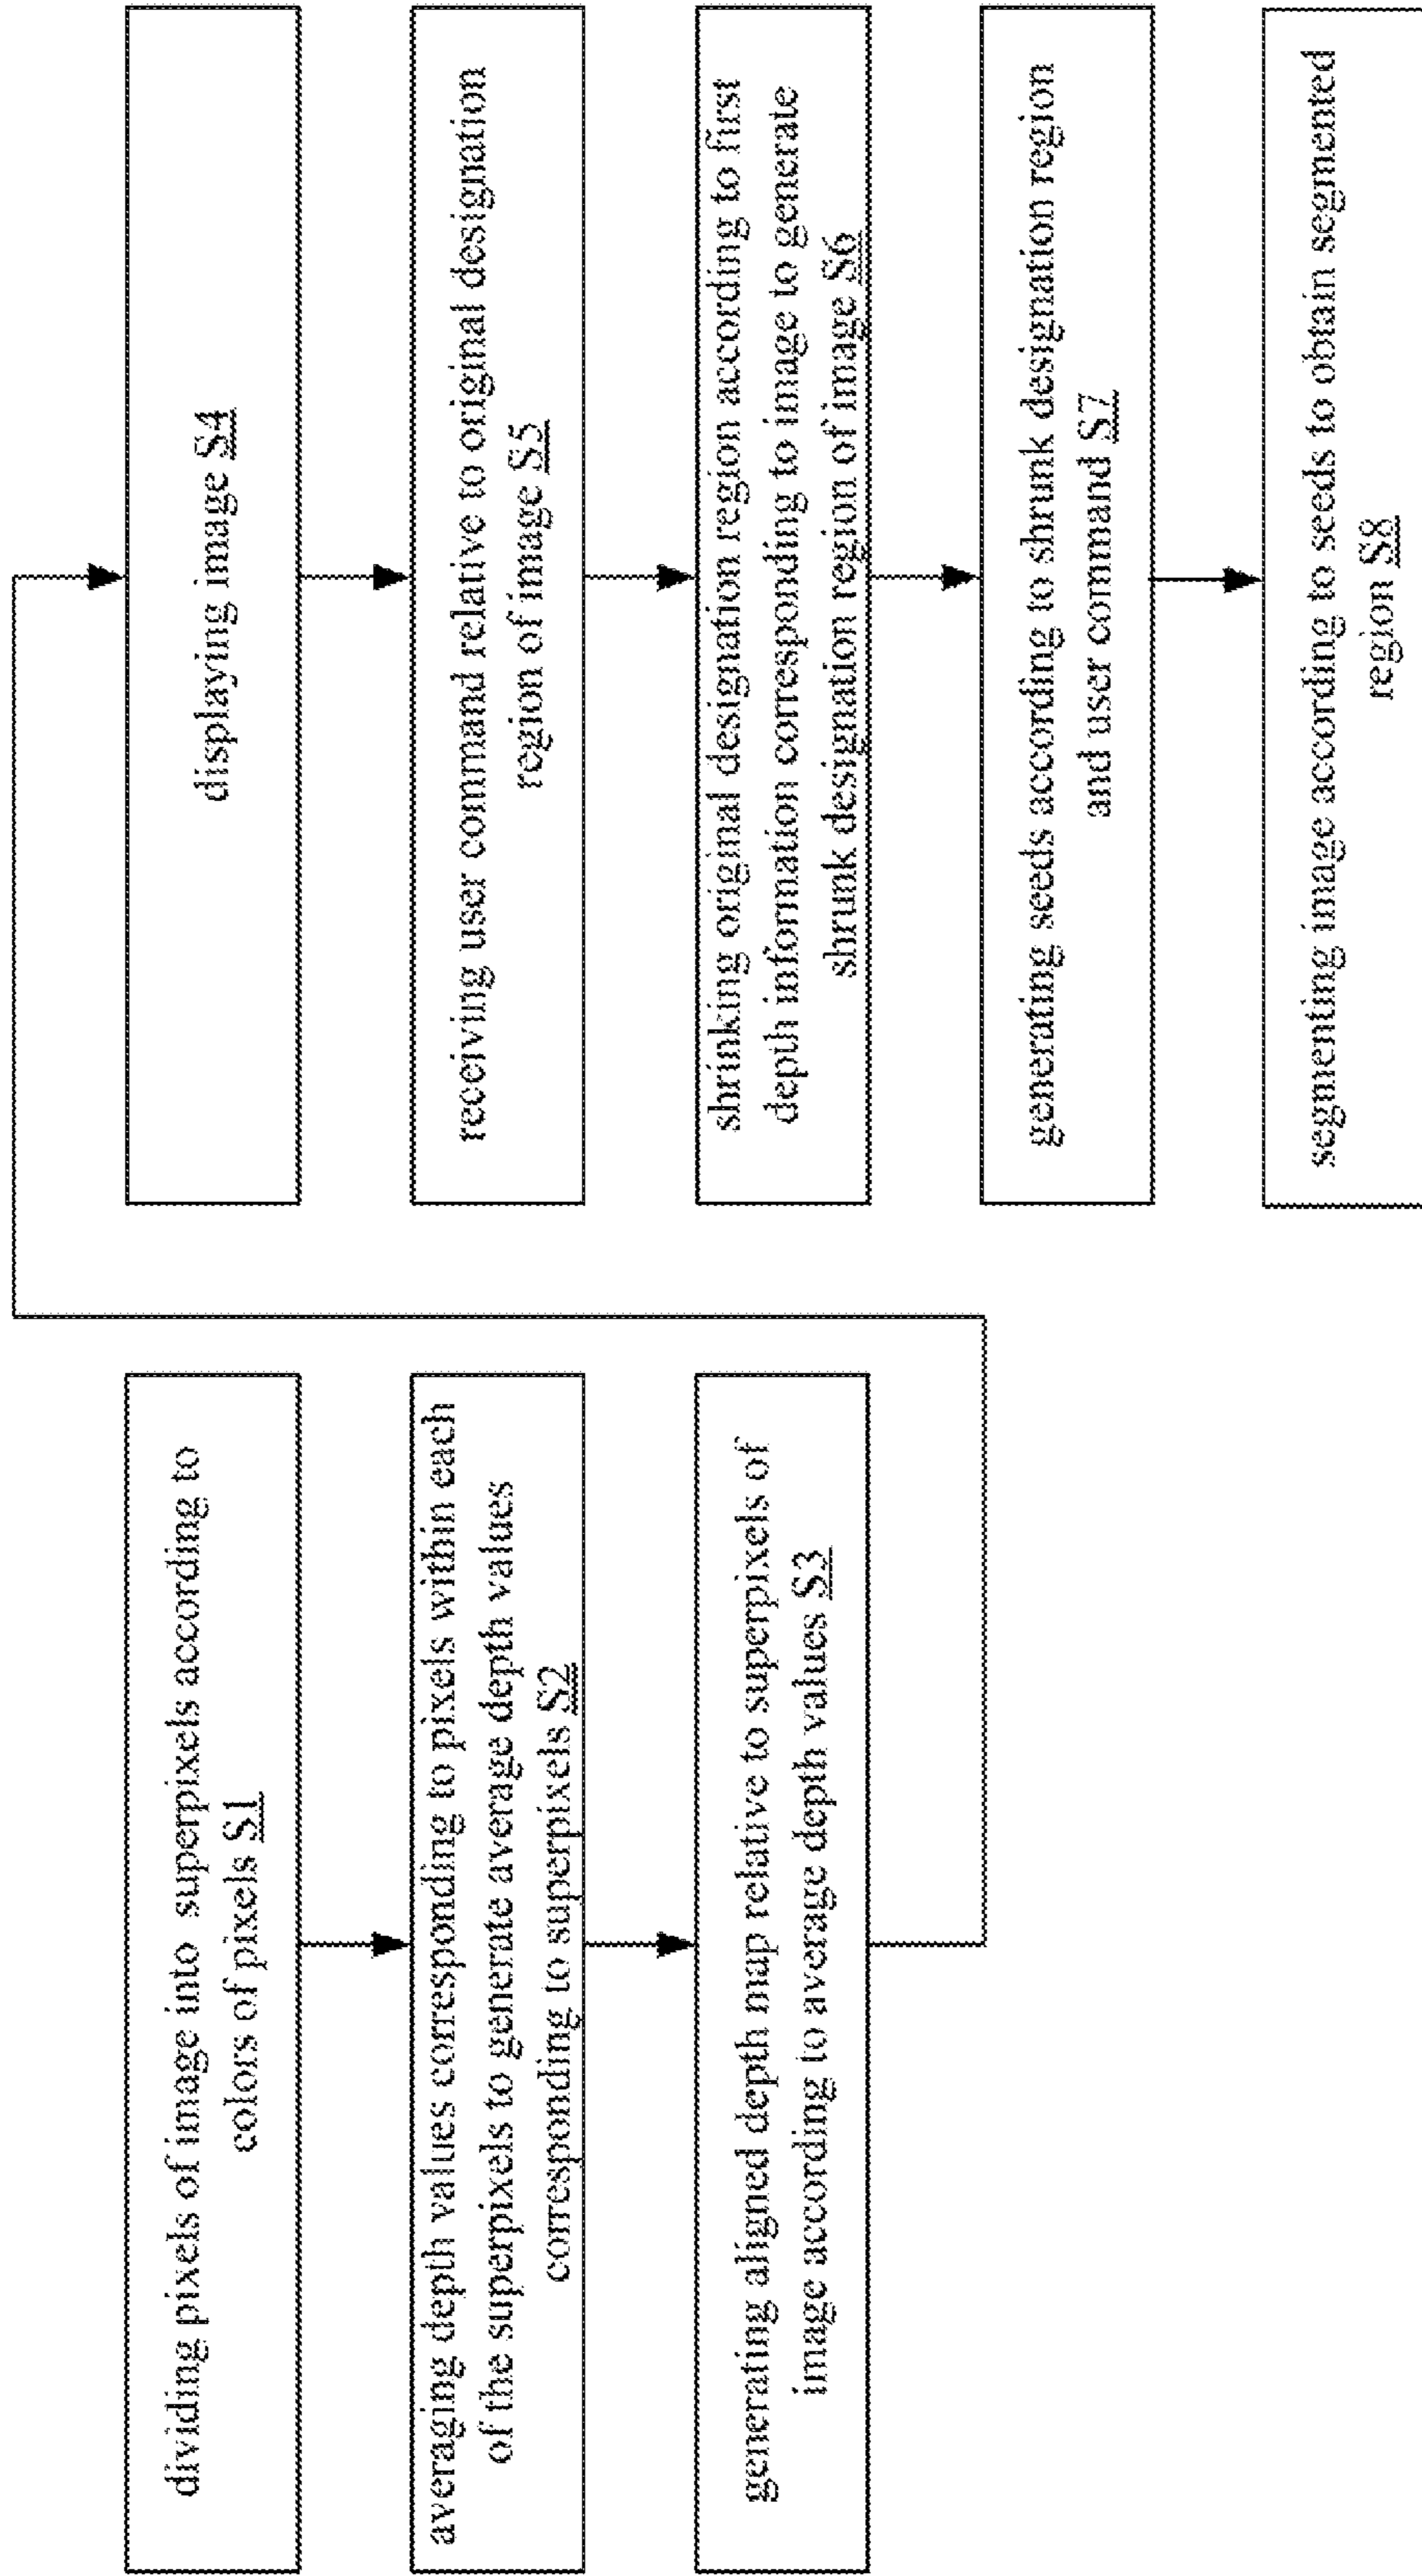 dividing pixels of image into superpixels according to
colors of pixels S1
averaging depth values corresponding to pixels within each
of the superpixels to generate average depth values
corresponding to superpixels S2
generating aligned depth map relative to superpixels of
image according to average depth values S3
displaying image S4
receiving user command relative to original designation
region of image S5
shrinking original designation region according to first
depth information corresponding to image to generate
shrunk designation region of image S6
generating seeds according to shrunk designation region
and user command S7
segmenting image according to seeds to obtain segmented
region S8